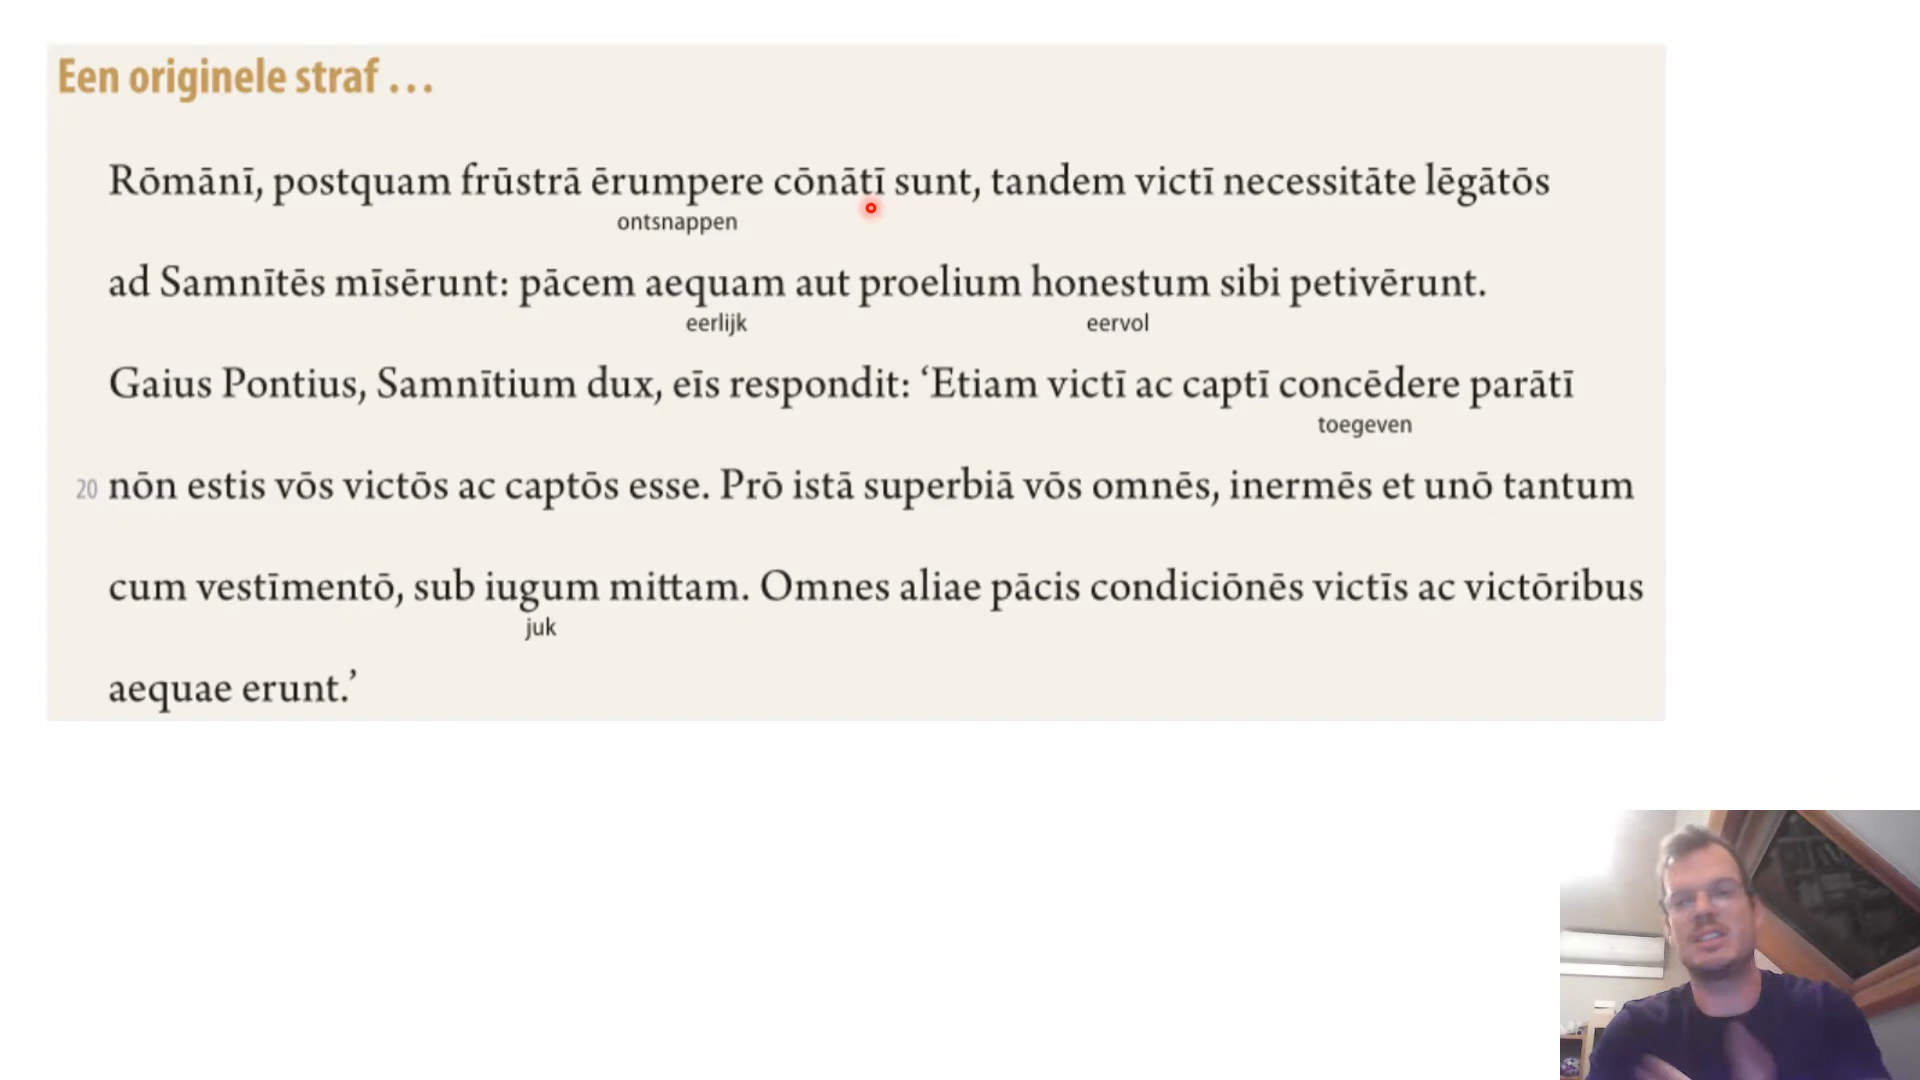 Een originele straf …
Rōmānī, postquam frūstrā ērumpere cōnātī sunt, tandem victī necessitāte lēgātōs
ontsnappen
ad Samnītēs mīsērunt: pācem aequam aut proelium honestum sibi petivērunt.
eerlijk eervol
Gaius Pontius, Samnītium dux, eīs respondit: ‘Etiam victī ac captī concēdere parātī
toegeven
20 nōn estis vōs victōs ac captōs esse. Prō istā superbiā vōs omnēs, inermēs et unō tantum
cum vestīmentō, sub iugum mittam. Omnes aliae pācis condiciōnēs victīs ac victōribus
juk
aequae erunt.’